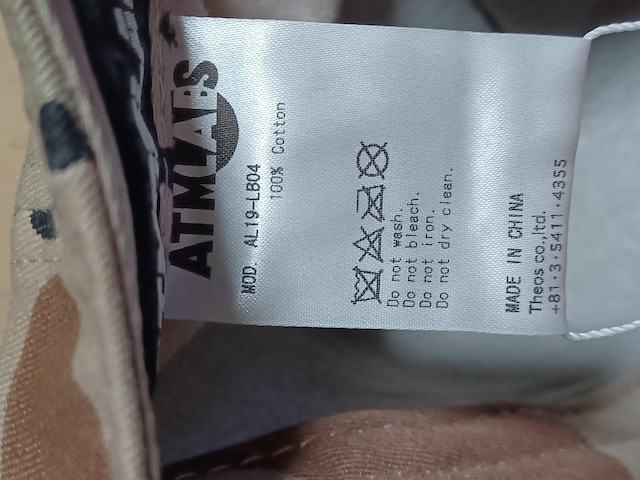 ATMLABS
MOD. AL19-LB04
100% Cotton
Do not wash.
Do not bleach.
Do not iron.
Do not dry clean.
MADE IN CHINA
Theos co.,ltd.
+81·3·5411·4355